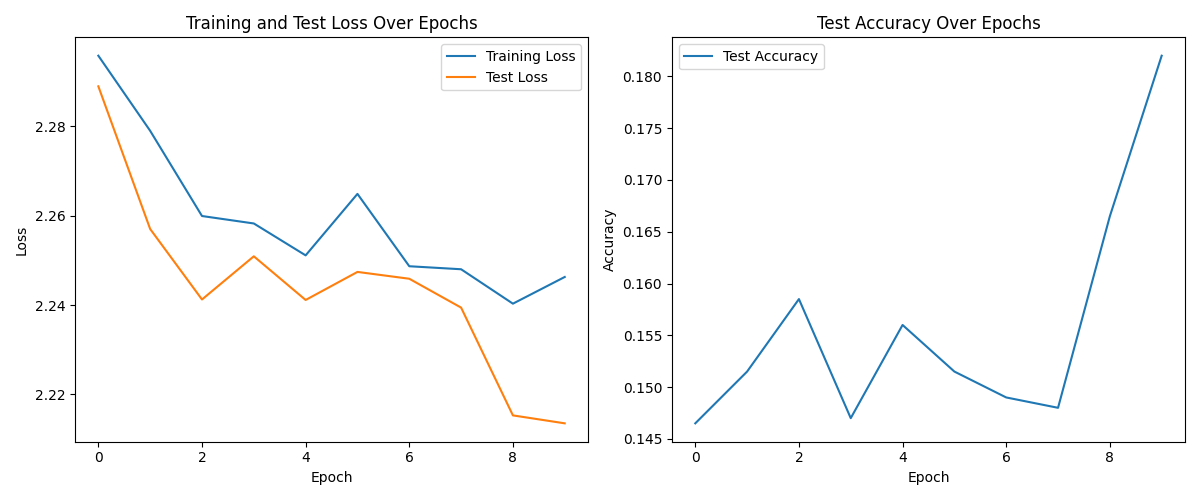 Training and Test Loss Over Epochs
Training Loss
Test Loss
2.28
2.26
2.24
2.22
Loss
0
2
4
6
8
Epoch
Test Accuracy Over Epochs
Test Accuracy
0.180
0.175
0.170
0.165
0.160
0.155
0.150
0.145
Accuracy
0
2
4
6
8
Epoch